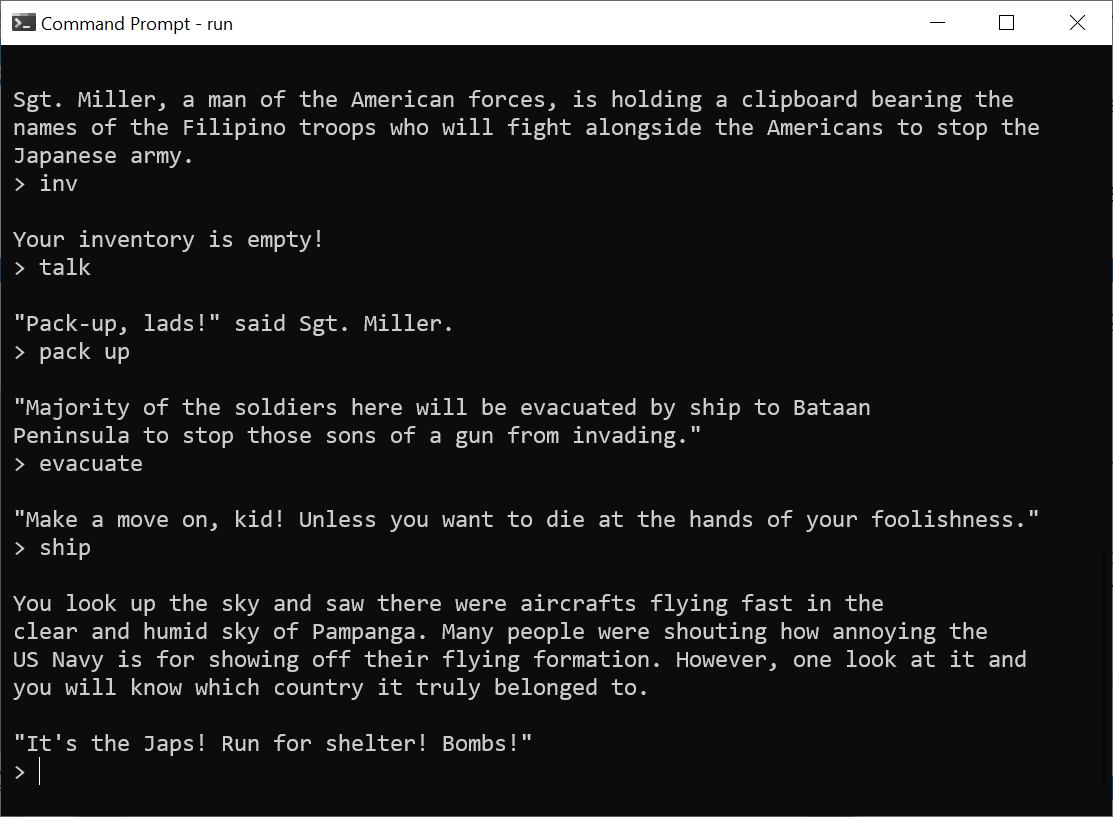 Command Prompt - run
Sgt. Miller, a man of the American forces, is holding a clipboard bearing the
names of the Filipino troops who will fight alongside the Americans to stop the
Japanese army.
> inv
Your inventory is empty!
> talk
"Pack-up, lads!" said Sgt. Miller.
> pack up
"Majority of the soldiers here will be evacuated by ship to Bataan
Peninsula to stop those sons of a gun from invading."
> evacuate
"Make a move on, kid! Unless you want to die at the hands of your foolishness."
> ship
You look up the sky and saw there were aircrafts flying fast in the
clear and humid sky of Pampanga. Many people were shouting how annoying the
US Navy is for showing off their flying formation. However, one look at it and
you will know which country it truly belonged to.
"It's the Japs! Run for shelter! Bombs!"
>